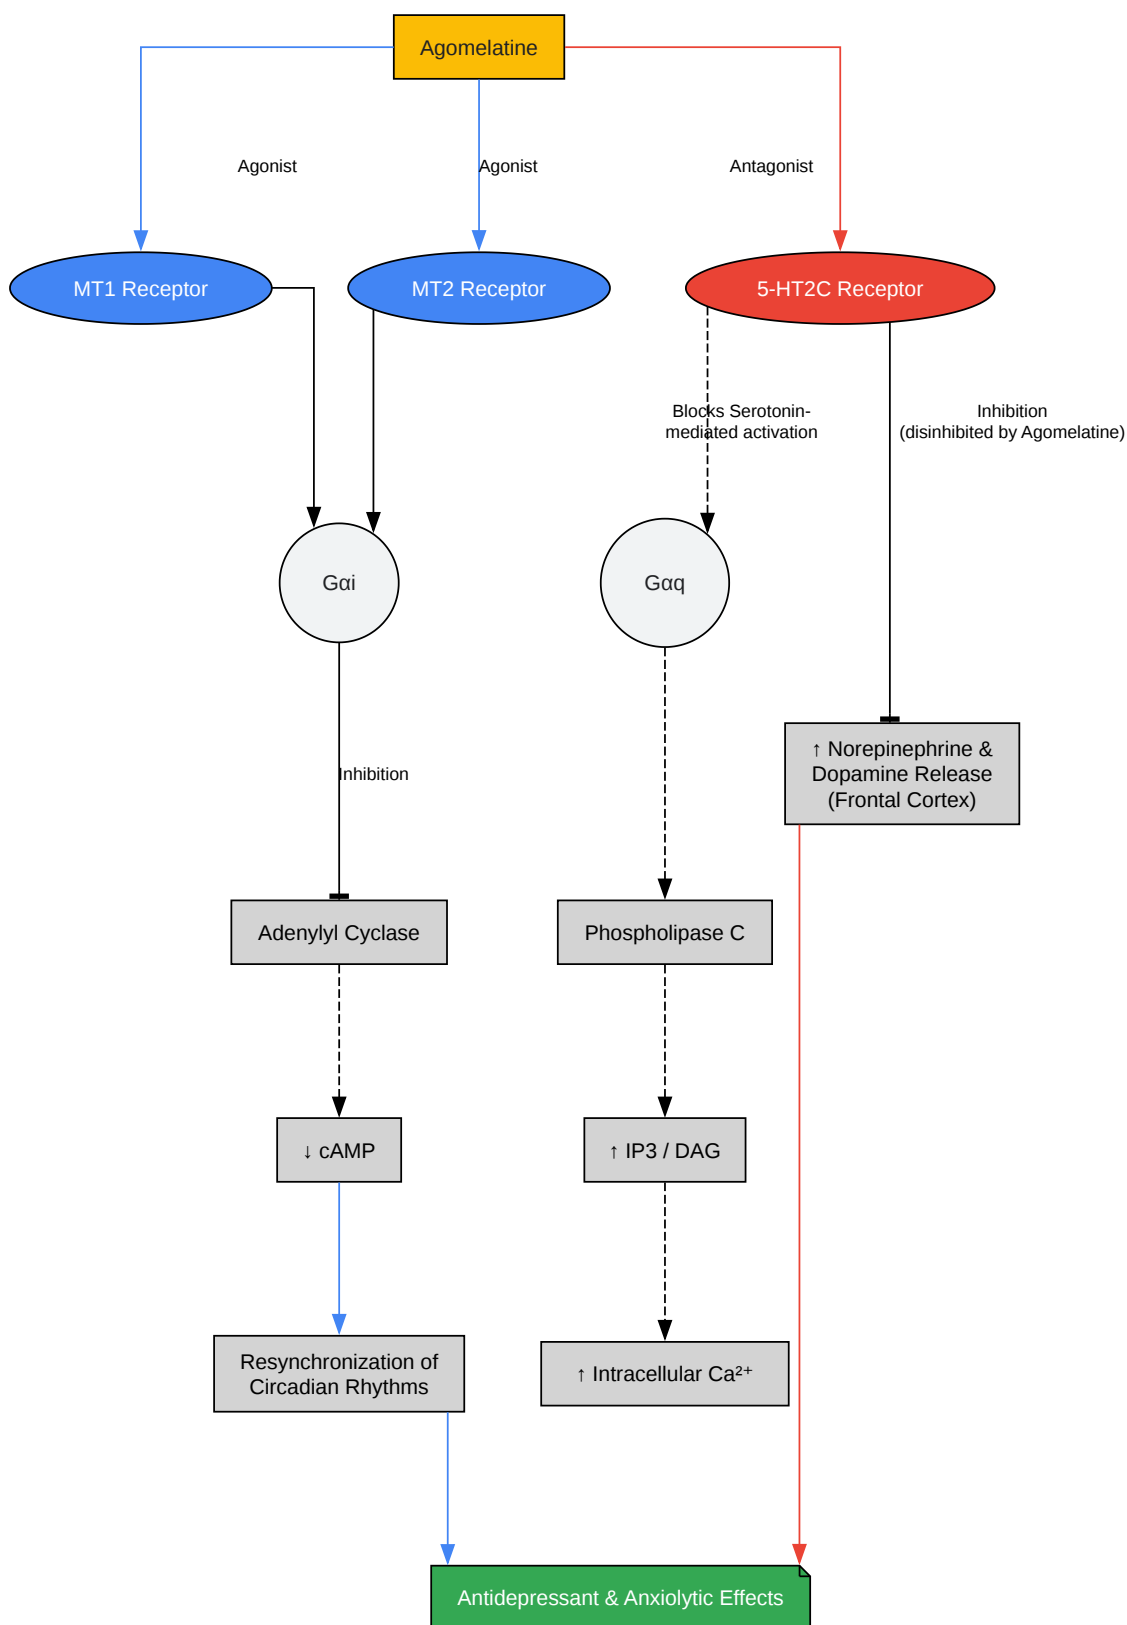 Agomelatine
Agonist
Agonist
Antagonist
MT1 Receptor
MT2 Receptor
5-HT2C Receptor
Blocks Serotonin-
mediated activation
Inhibition
(disinhibited by Agomelatine)
Gαi
Gαq
Inhibition
↑ Norepinephrine &
Dopamine Release
(Frontal Cortex)
Adenylyl Cyclase
Phospholipase C
↓ cAMP
↑ IP3 / DAG
Resynchronization of
Circadian Rhythms
↑ Intracellular Ca²⁺
Antidepressant & Anxiolytic Effects